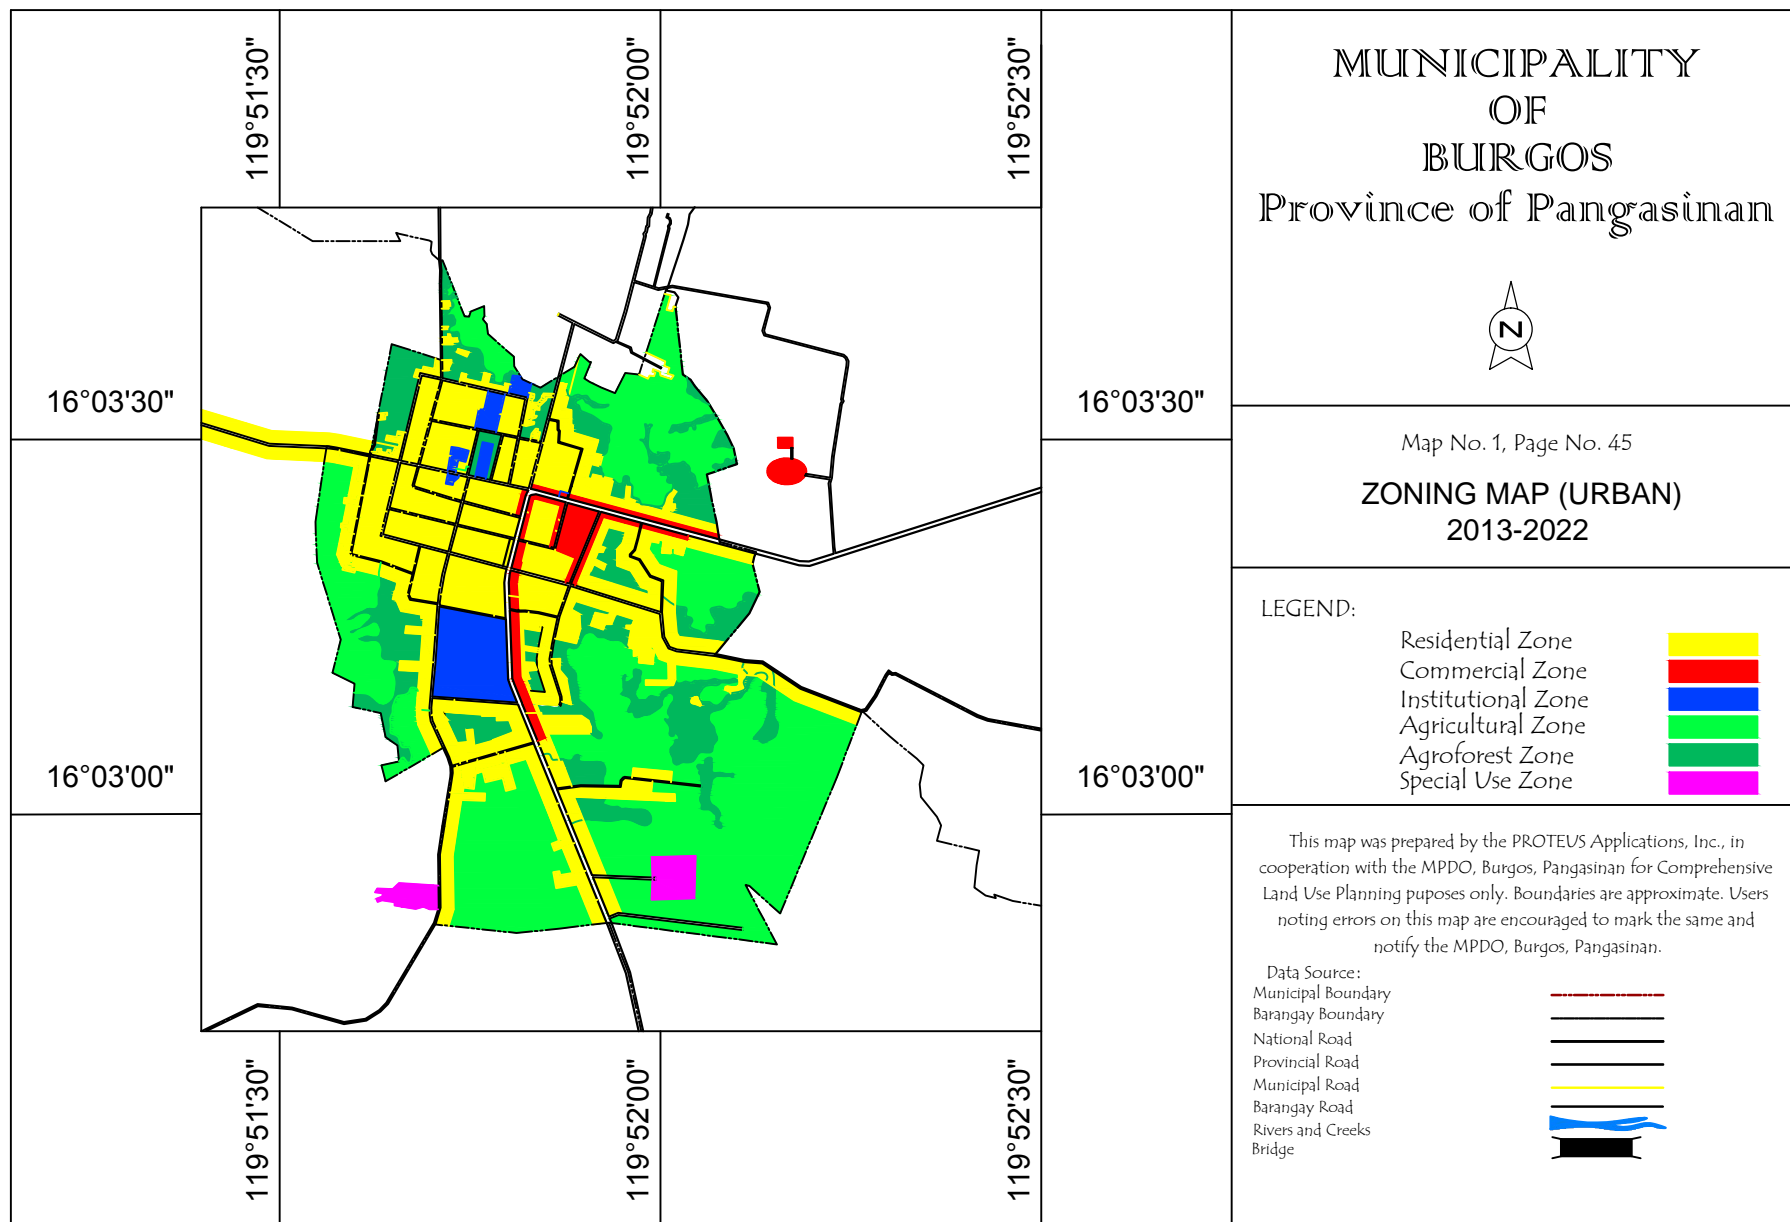 119°51'30"
119°52'00"
119°52'30"
16°03'30"
16°03'30"
16°03'00"
16°03'00"
119°51'30"
119°52'00"
119°52'30"
MUNICIPALITY
OF
BURGOS
Province of Pangasinan
N
Map No. 1, Page No. 45
ZONING MAP (URBAN)
2013-2022
LEGEND:
Residential Zone
Commercial Zone
Institutional Zone
Agricultural Zone
Agroforest Zone
Special Use Zone
This map was prepared by the PROTEUS Applications, Inc., in
cooperation with the MPDO, Burgos, Pangasinan for Comprehensive
Land Use Planning puposes only. Boundaries are approximate. Users
noting errors on this map are encouraged to mark the same and
notify the MPDO, Burgos, Pangasinan.
Data Source:
Municipal Boundary
Barangay Boundary
National Road
Provincial Road
Municipal Road
Barangay Road
Rivers and Creeks
Bridge